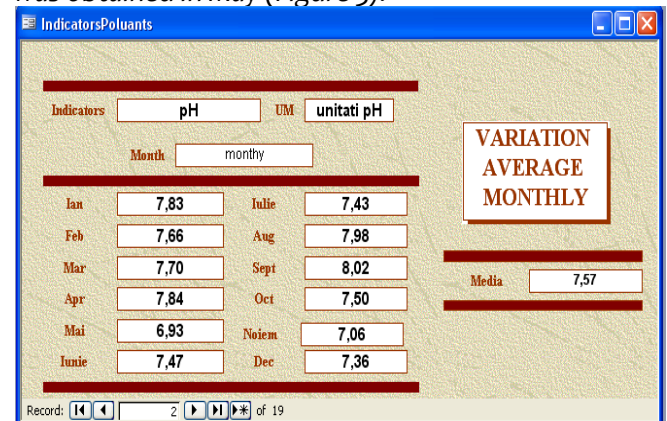 was obtained in May (Figure 5).
IndicatorsPoluants
Indicators pH UM unitati pH
Month monthy
VARIATION
AVERAGE
MONTHLY
Ian 7,83 Iulie 7,43
Feb 7,66 Aug 7,98
Mar 7,70 Sept 8,02
Media 7,57
Apr 7,84 Oct 7,50
Mai 6,93 Noiem 7,06
Iunie 7,47 Dec 7,36
Record: 2 of 19